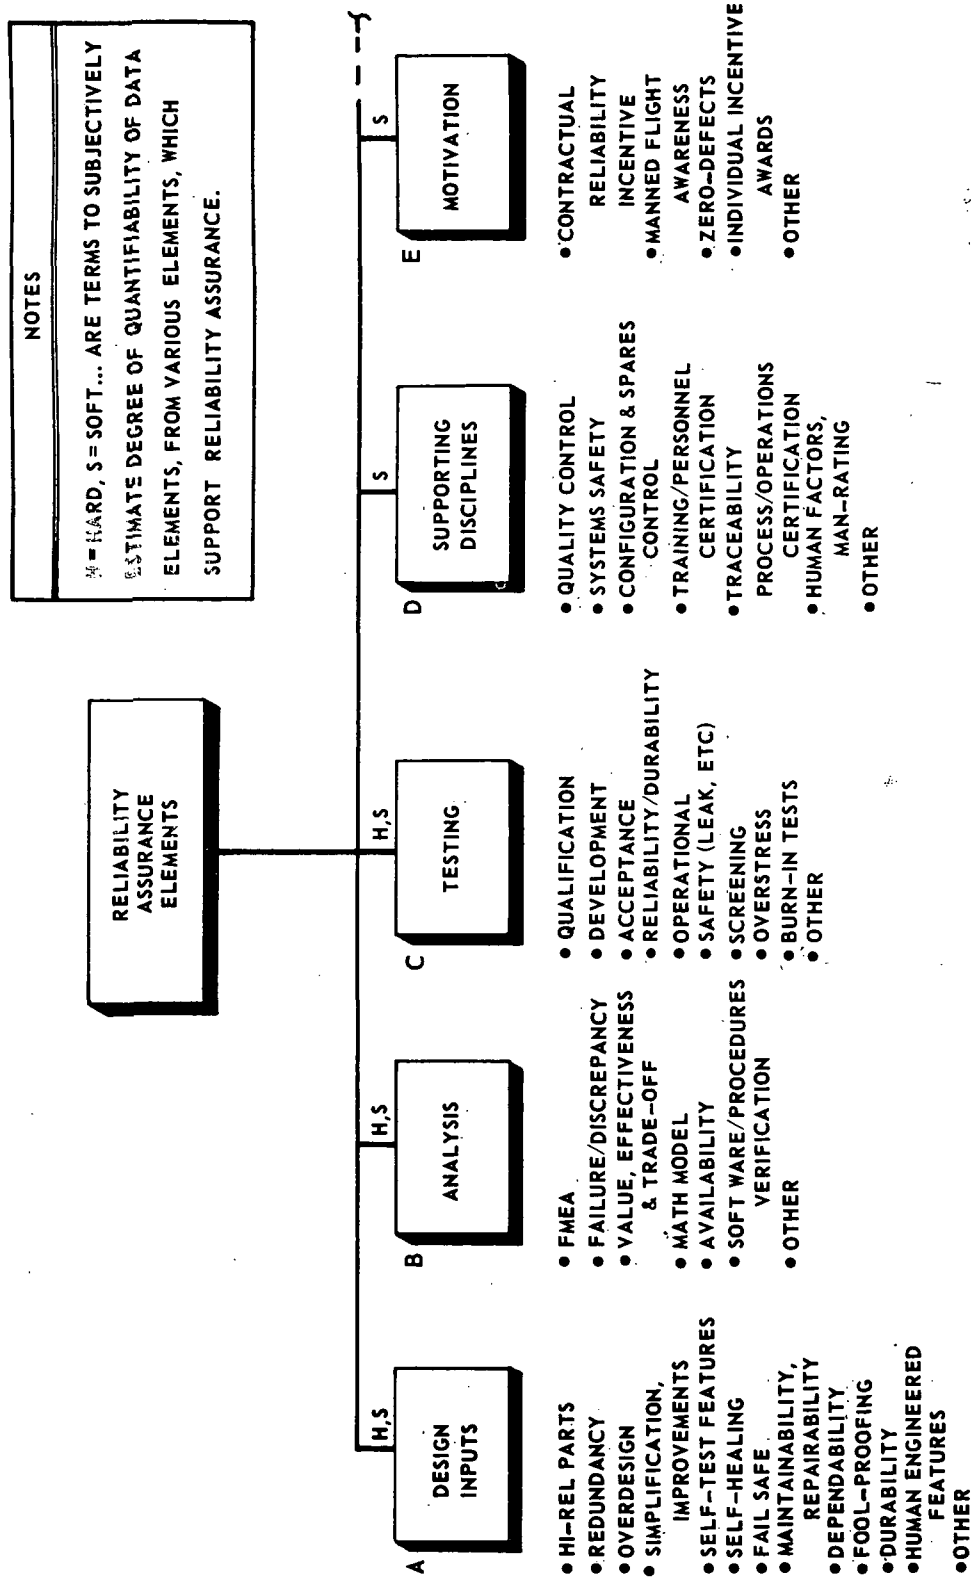 NOTES
H = HARD, S = SOFT... ARE TERMS TO SUBJECTIVELY
ESTIMATE DEGREE OF QUANTIFIABILITY OF DATA
ELEMENTS, FROM VARIOUS ELEMENTS, WHICH
SUPPORT RELIABILITY ASSURANCE.
RELIABILITY
ASSURANCE
ELEMENTS
H,S
A
DESIGN
INPUTS
• HI-REL PARTS
• REDUNDANCY
• OVERDESIGN
• SIMPLIFICATION,
IMPROVEMENTS
• SELF-TEST FEATURES
• SELF-HEALING
• FAIL SAFE
• MAINTAINABILITY,
REPAIRABILITY
• DEPENDABILITY
• FOOL-PROOFING
• DURABILITY
• HUMAN ENGINEERED
FEATURES
• OTHER
H,S
B
ANALYSIS
• FMEA
• FAILURE/DISCREPANCY
• VALUE, EFFECTIVENESS
& TRADE-OFF
• MATH MODEL
• AVAILABILITY
• SOFT WARE/PROCEDURES
VERIFICATION
• OTHER
H,S
C
TESTING
• QUALIFICATION
• DEVELOPMENT
• ACCEPTANCE
• RELIABILITY/DURABILITY
• OPERATIONAL
• SAFETY (LEAK, ETC)
• SCREENING
• OVERSTRESS
• BURN-IN TESTS
• OTHER
S
D
SUPPORTING
DISCIPLINES
• QUALITY CONTROL
• SYSTEMS SAFETY
• CONFIGURATION & SPARES
CONTROL
• TRAINING/PERSONNEL
CERTIFICATION
• TRACEABILITY
PROCESS/OPERATIONS
CERTIFICATION
• HUMAN FACTORS,
MAN-RATING
• OTHER
S
E
MOTIVATION
• CONTRACTUAL
RELIABILITY
INCENTIVE
• MANNED FLIGHT
AWARENESS
• ZERO-DEFECTS
• INDIVIDUAL INCENTIVE
AWARDS
• OTHER